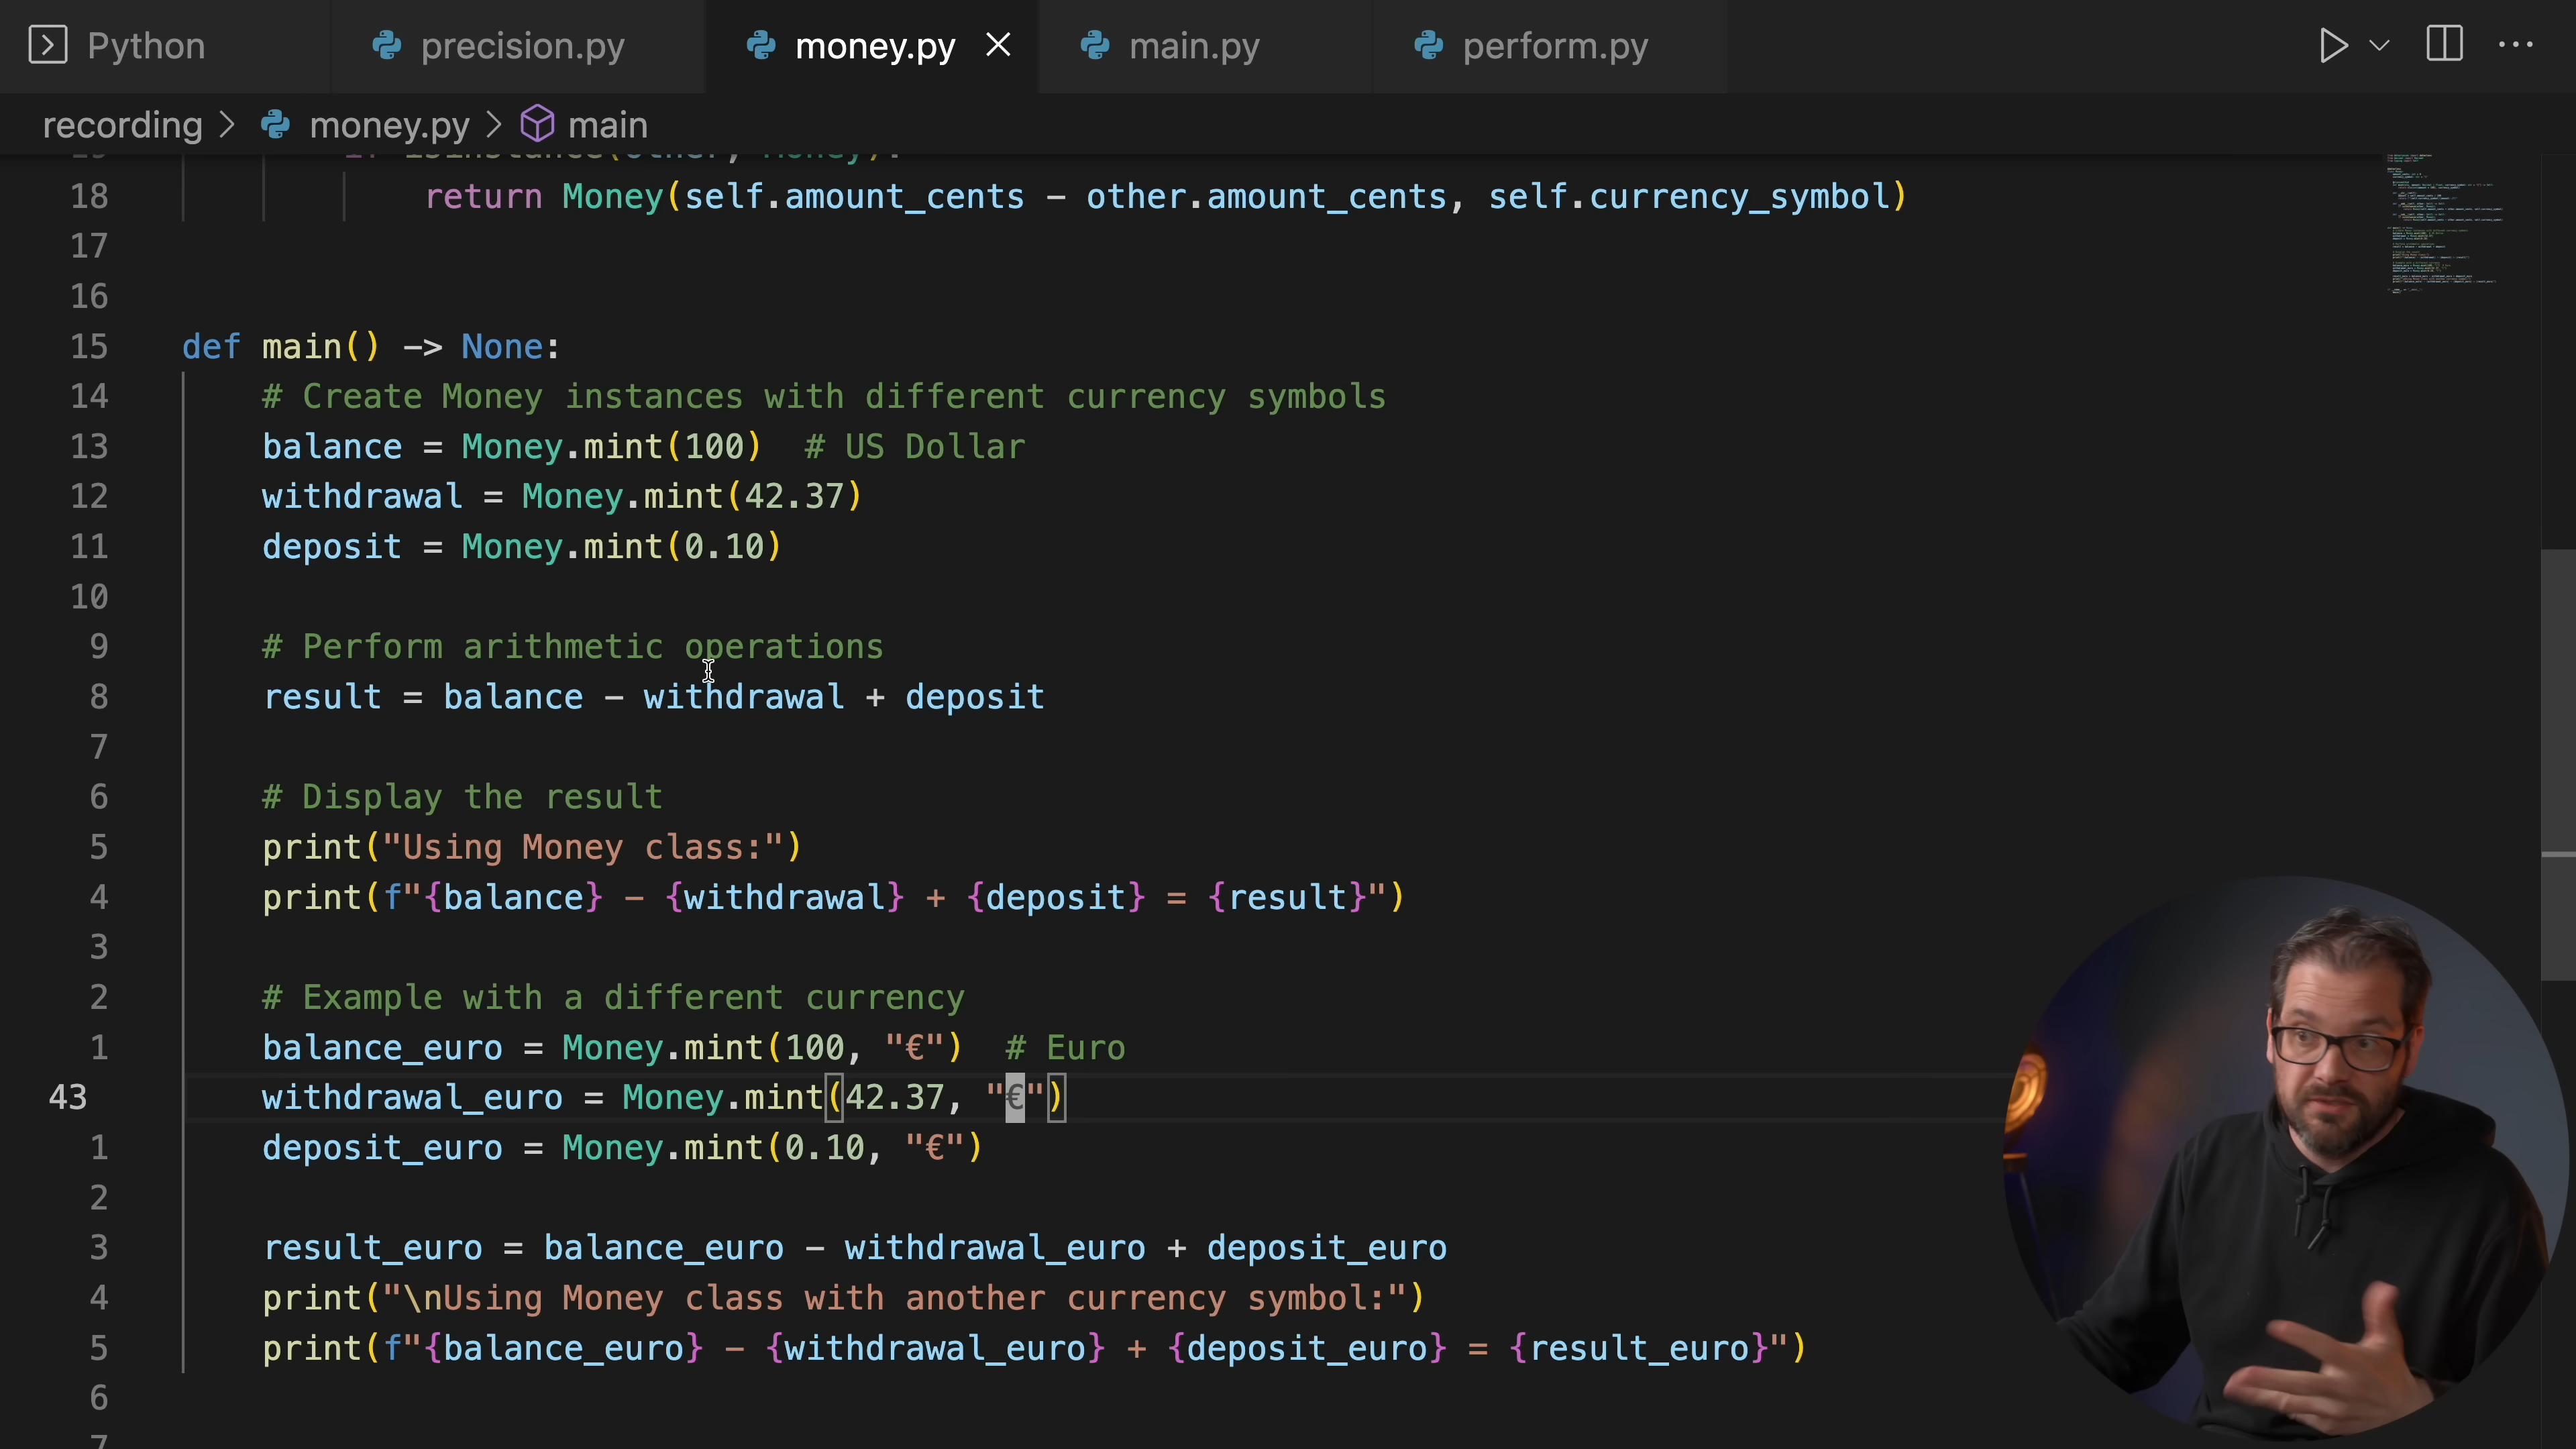 Python precision.py money.py main.py perform.py
recording > money.py > main
18 return Money(self.amount_cents - other.amount_cents, self.currency_symbol)
17
16
15 def main() -> None:
14 # Create Money instances with different currency symbols
13 balance = Money.mint(100)  # US Dollar
12 withdrawal = Money.mint(42.37)
11 deposit = Money.mint(0.10)
10
9 # Perform arithmetic operations
8 result = balance - withdrawal + deposit
7
6 # Display the result
5 print("Using Money class:")
4 print(f"{balance} - {withdrawal} + {deposit} = {result}")
3
2 # Example with a different currency
1 balance_euro = Money.mint(100, "€")  # Euro
43 withdrawal_euro = Money.mint(42.37, "€")
1 deposit_euro = Money.mint(0.10, "€")
2
3 result_euro = balance_euro - withdrawal_euro + deposit_euro
4 print("\nUsing Money class with another currency symbol:")
5 print(f"{balance_euro} - {withdrawal_euro} + {deposit_euro} = {result_euro}")
6
7